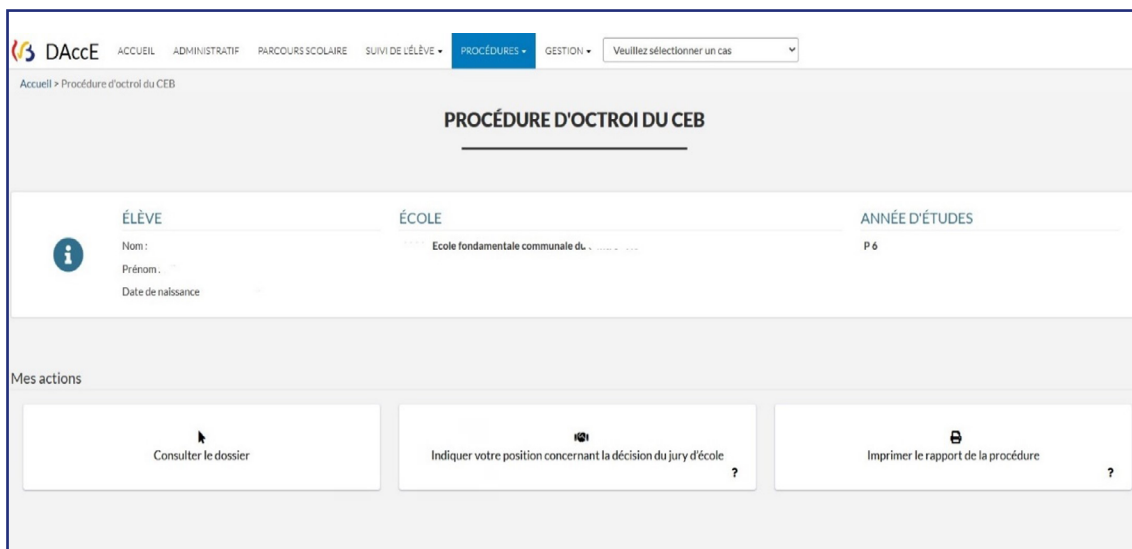 DAccE ACCUEIL ADMINISTRATIF PARCOURS SCOLAIRE SUIVI DE L'ÉLÈVE PROCÉDURES GESTION Veuillez sélectionner un cas
Accueil > Procédure d'octroi du CEB
PROCÉDURE D'OCTROI DU CEB
ÉLÈVE ÉCOLE ANNÉE D'ÉTUDES
Nom : Ecole fondamentale communale du P 6
Prénom
Date de naissance
Mes actions
Consulter le dossier Indiquer votre position concernant la décision du jury d'école Imprimer le rapport de la procédure
? ?